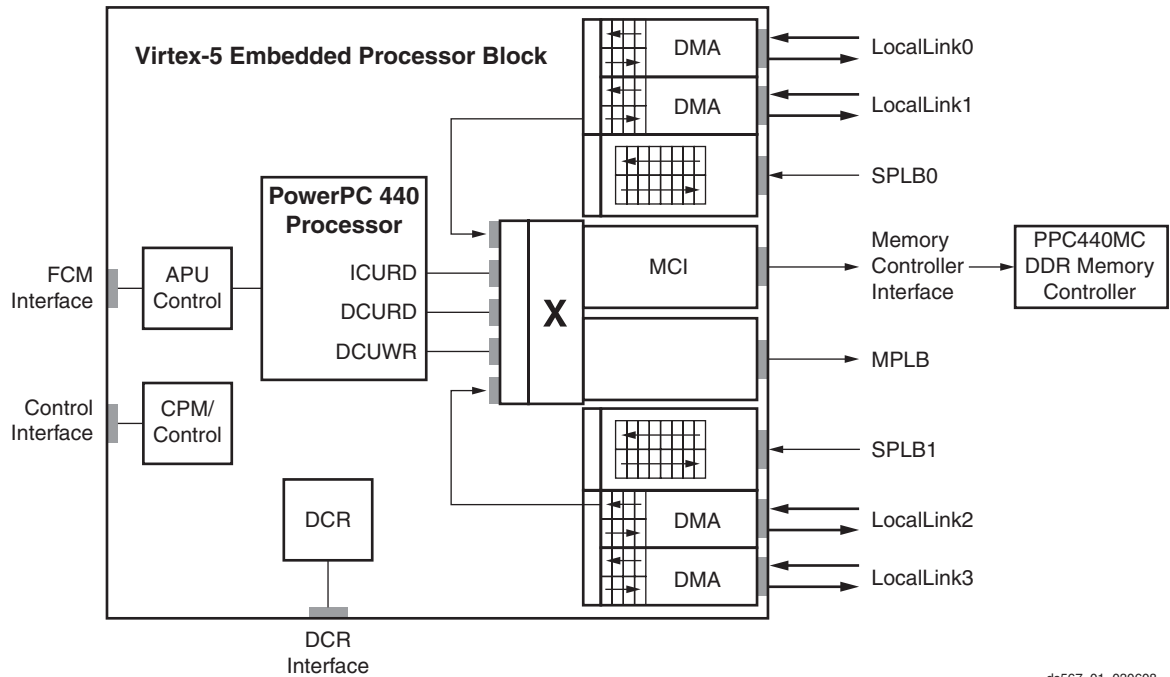 Virtex-5 Embedded Processor Block
DMA
LocalLink0
DMA
LocalLink1
SPLB0
PowerPC 440
Processor
ICURD
DCURD
DCUWR
FCM
Interface
APU
Control
X
MCI
Memory
Controller
Interface
PPC440MC
DDR Memory
Controller
MPLB
Control
Interface
CPM/
Control
SPLB1
DCR
DMA
LocalLink2
DMA
LocalLink3
DCR
Interface